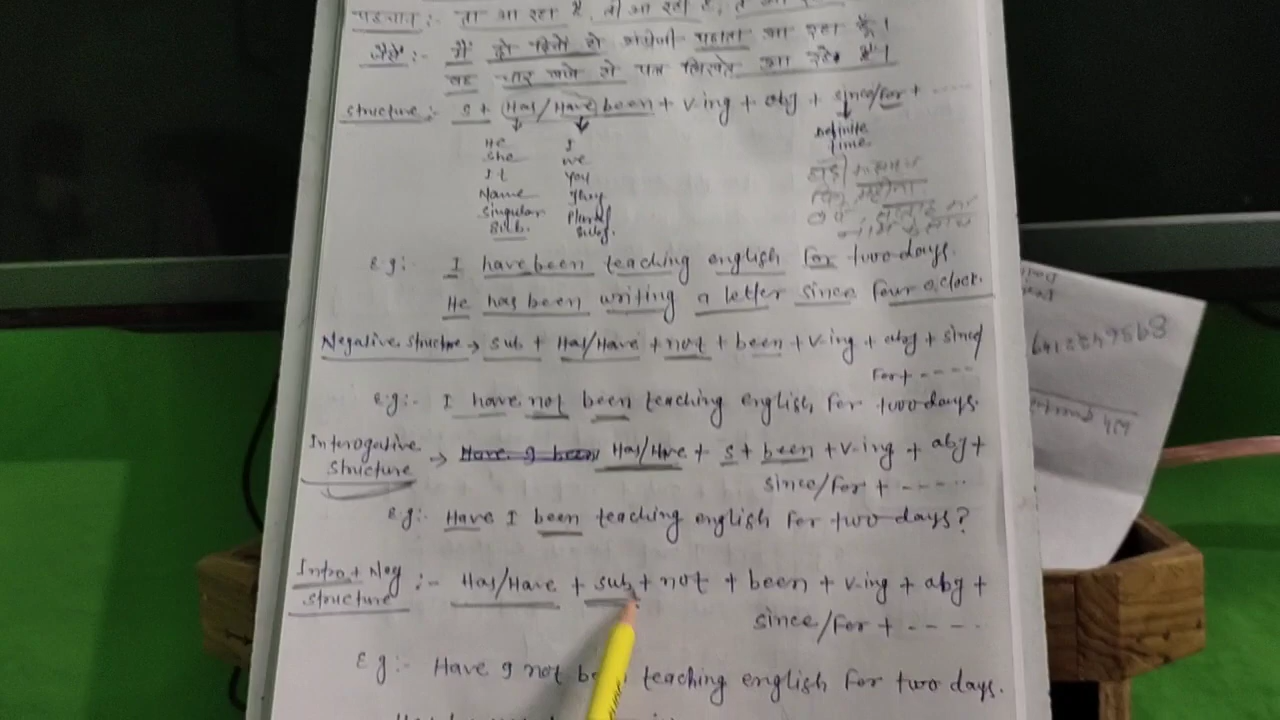 पहचान :- ता आ रहा है, ती आ रही है, ते
जैसे :- मैं दो दिनों से अंग्रेजी पढ़ाता आ रहा हूँ।
वह चार बजे से पत्र लिखते आ रहे है।
Structure:- S + Has/Have been + V-ing + obj + since/for + -----
He I Definite
She we Time
It you
Name They
Singular Plural
Sub. Subj.
E.g:- I have been teaching english for two days.
He has been writing a letter since four o,clock.
Negative structure → sub + Has/Have + not + been + V-ing + obj + since/
For + ----
E.g:- I have not been teaching english for two days.
Interogative → Has/Have + S + been + V-ing + obj +
structure since/for + -----
E.g:- Have I been teaching english for two days?
Intro + Neg :- Has/Have + sub + not + been + V-ing + obj +
structure since/for + ----
Eg:- Have I not teaching english for two days.